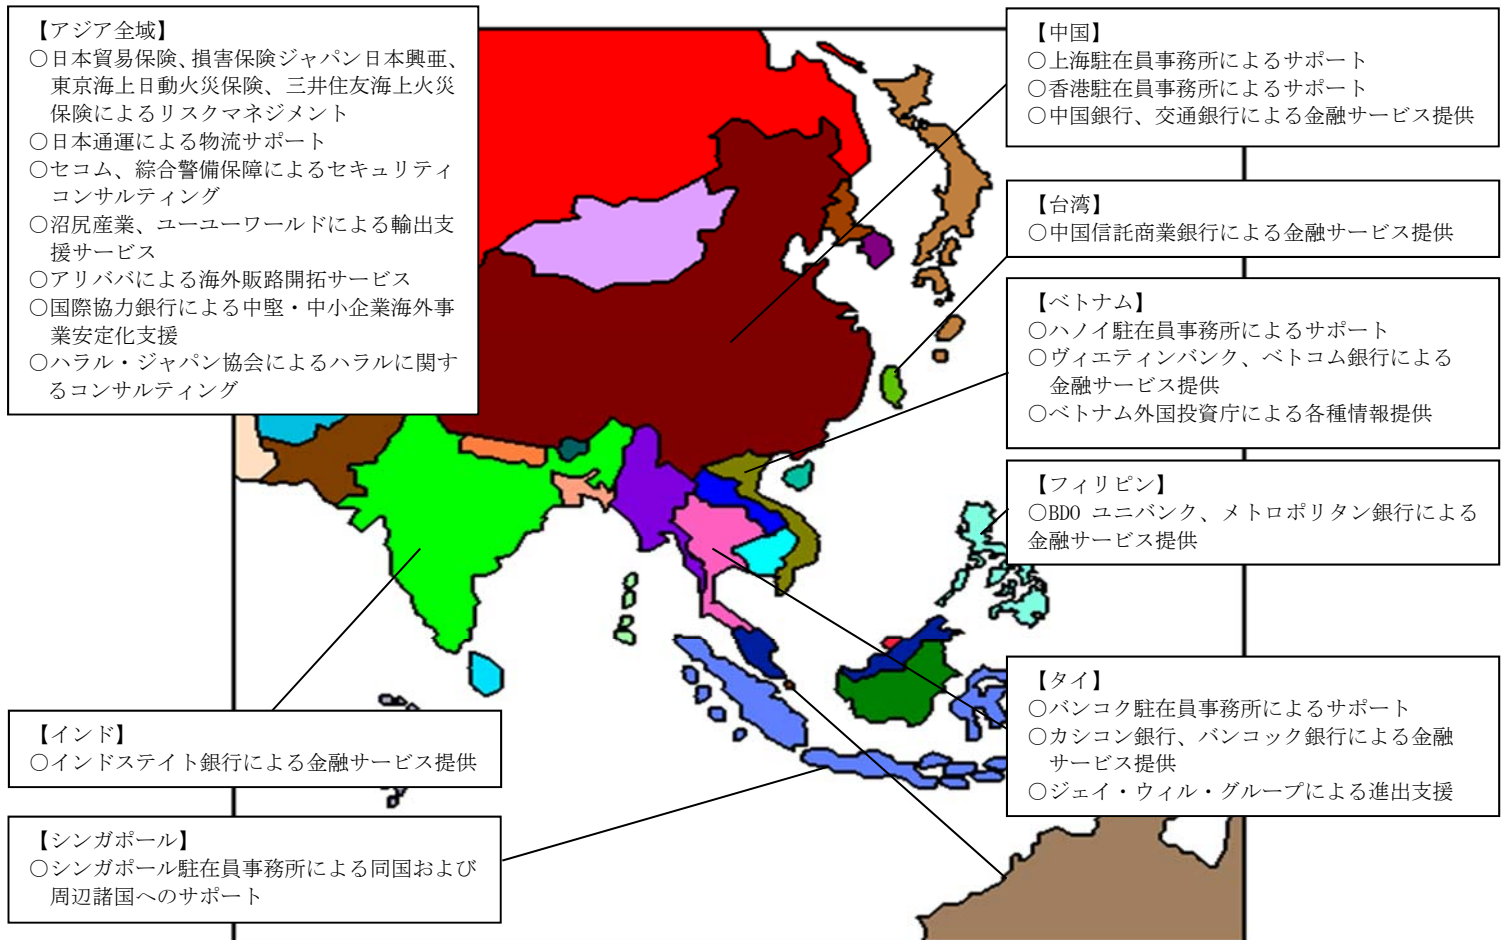 【アジア全域】
○日本貿易保険、損害保険ジャパン日本興亜、
東京海上日動火災保険、三井住友海上火災
保険によるリスクマネジメント
○日本通運による物流サポート
○セコム、綜合警備保障によるセキュリティ
コンサルティング
○沼尻産業、ユーユーワールドによる輸出支
援サービス
○アリババによる海外販路開拓サービス
○国際協力銀行による中堅・中小企業海外事
業安定化支援
○ハラル・ジャパン協会によるハラルに関す
るコンサルティング
【中国】
○上海駐在員事務所によるサポート
○香港駐在員事務所によるサポート
○中国銀行、交通銀行による金融サービス提供
【台湾】
○中国信託商業銀行による金融サービス提供
【ベトナム】
○ハノイ駐在員事務所によるサポート
○ヴィエティンバンク、ベトコム銀行による
金融サービス提供
○ベトナム外国投資庁による各種情報提供
【フィリピン】
○BDO ユニバンク、メトロポリタン銀行による
金融サービス提供
【タイ】
○バンコク駐在員事務所によるサポート
○カシコン銀行、バンコック銀行による金融
サービス提供
○ジェイ・ウィル・グループによる進出支援
【インド】
○インドステイト銀行による金融サービス提供
【シンガポール】
○シンガポール駐在員事務所による同国および
周辺諸国へのサポート